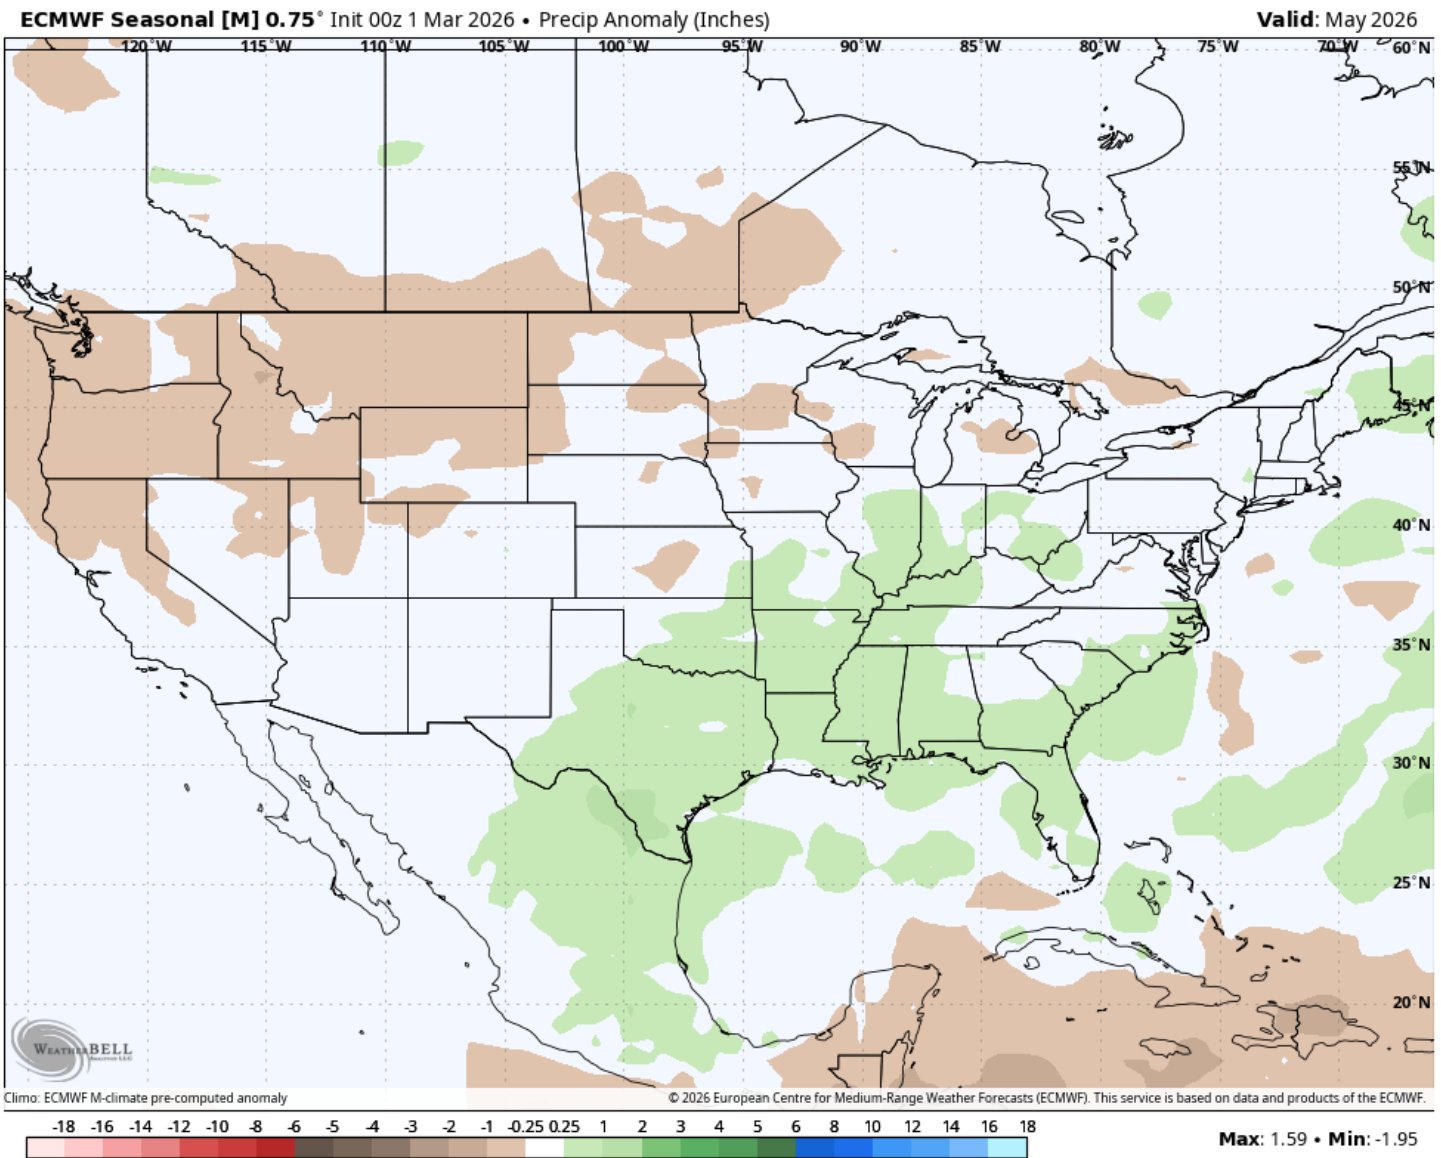 ECMWF Seasonal [M] 0.75° Init 00z 1 Mar 2026 • Precip Anomaly (Inches)
Valid: May 2026
120°W 115°W 110°W 105°W 100°W 95°W 90°W 85°W 80°W 75°W 70°W 60°N
55°N
50°N
45°N
40°N
35°N
30°N
25°N
20°N
WEATHERBELL
ANALYTICS LLC
Climo: ECMWF M-climate pre-computed anomaly
© 2026 European Centre for Medium-Range Weather Forecasts (ECMWF). This service is based on data and products of the ECMWF.
-18 -16 -14 -12 -10 -8 -6 -5 -4 -3 -2 -1 -0.25 0.25 1 2 3 4 5 6 8 10 12 14 16 18
Max: 1.59 • Min: -1.95